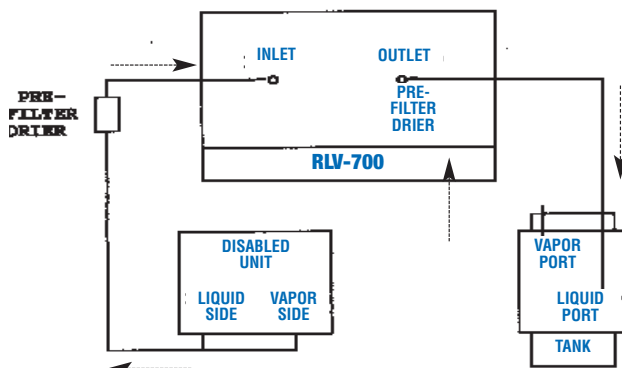 INLET
OUTLET
PRE-
FILTER
DRIER
PRE-
FILTER
DRIER
RLV-700
DISABLED
UNIT
LIQUID
SIDE
VAPOR
SIDE
VAPOR
PORT
LIQUID
PORT
TANK